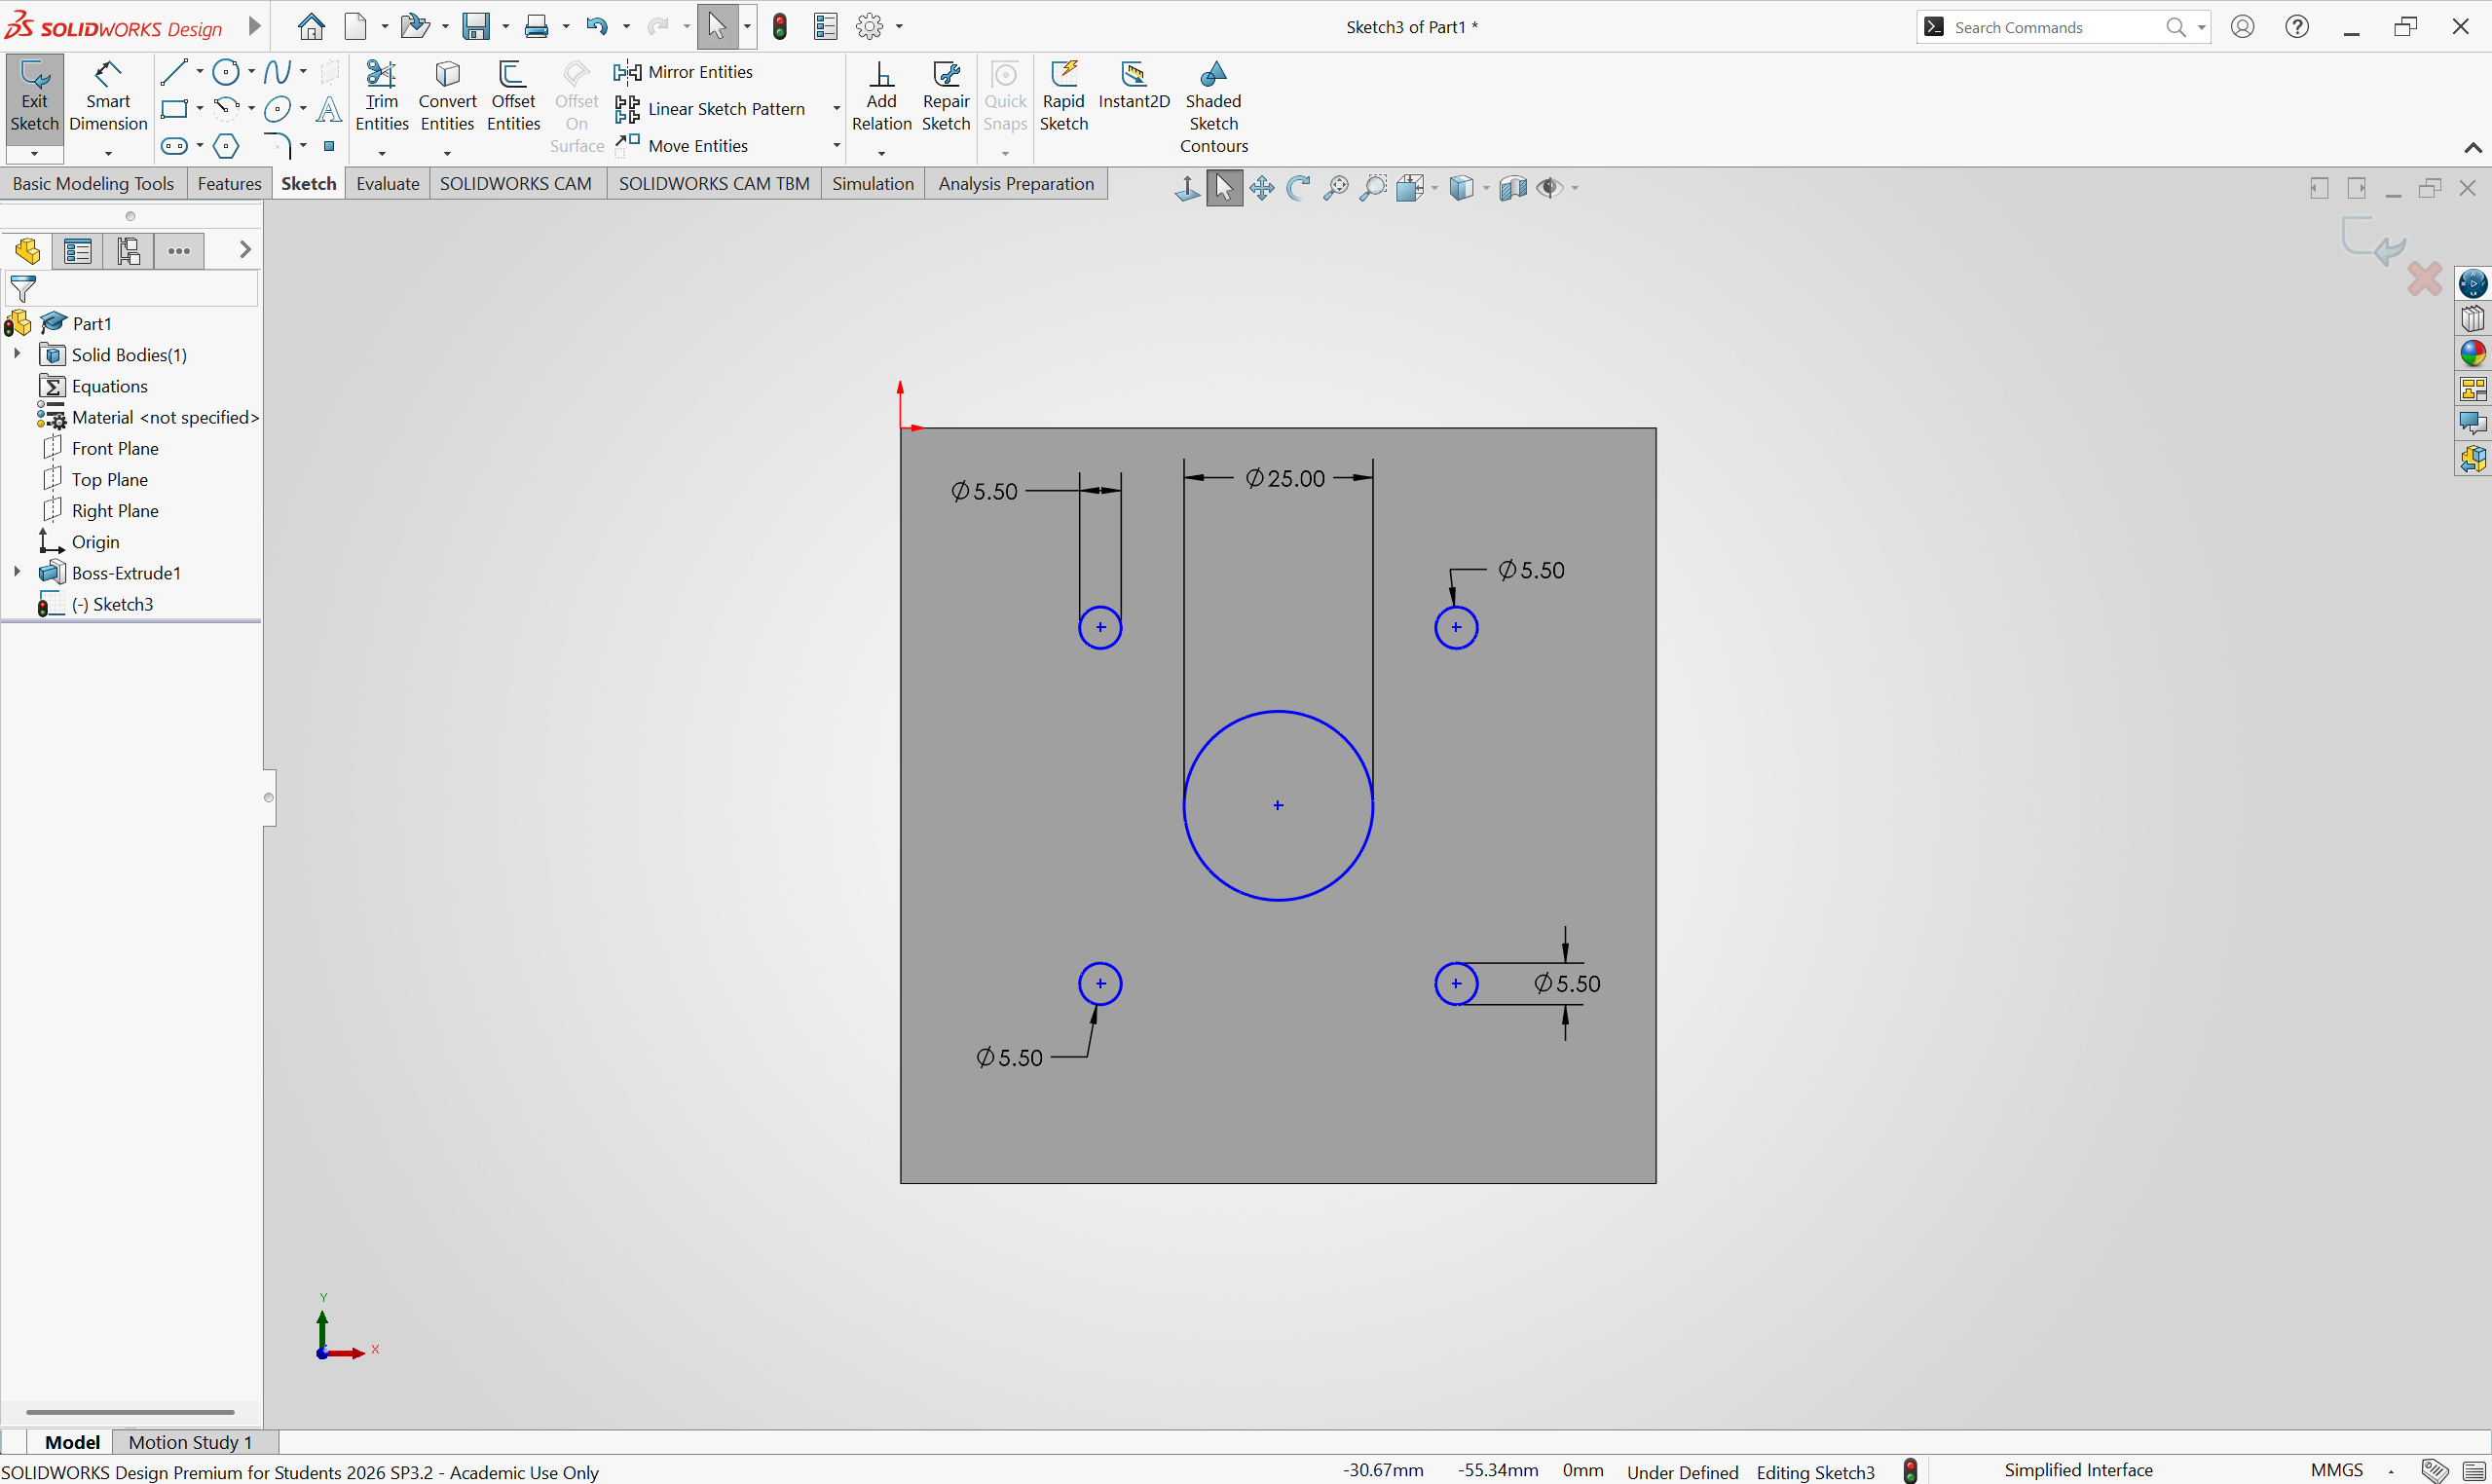 SOLIDWORKS Design
Sketch3 of Part1 *
Search Commands
Exit Sketch
Smart Dimension
Trim Entities
Convert Entities
Offset Entities
Offset On Surface
Mirror Entities
Linear Sketch Pattern
Move Entities
Add Relation
Repair Sketch
Quick Snaps
Rapid Sketch
Instant2D
Shaded Sketch Contours
Basic Modeling Tools
Features
Sketch
Evaluate
SOLIDWORKS CAM
SOLIDWORKS CAM TBM
Simulation
Analysis Preparation
Part1
Solid Bodies(1)
Equations
Material <not specified>
Front Plane
Top Plane
Right Plane
Origin
Boss-Extrude1
(-) Sketch3
∅5.50
∅25.00
∅5.50
∅5.50
∅5.50
Y
X
Model
Motion Study 1
SOLIDWORKS Design Premium for Students 2026 SP3.2 - Academic Use Only
-30.67mm
-55.34mm
0mm
Under Defined
Editing Sketch3
Simplified Interface
MMGS